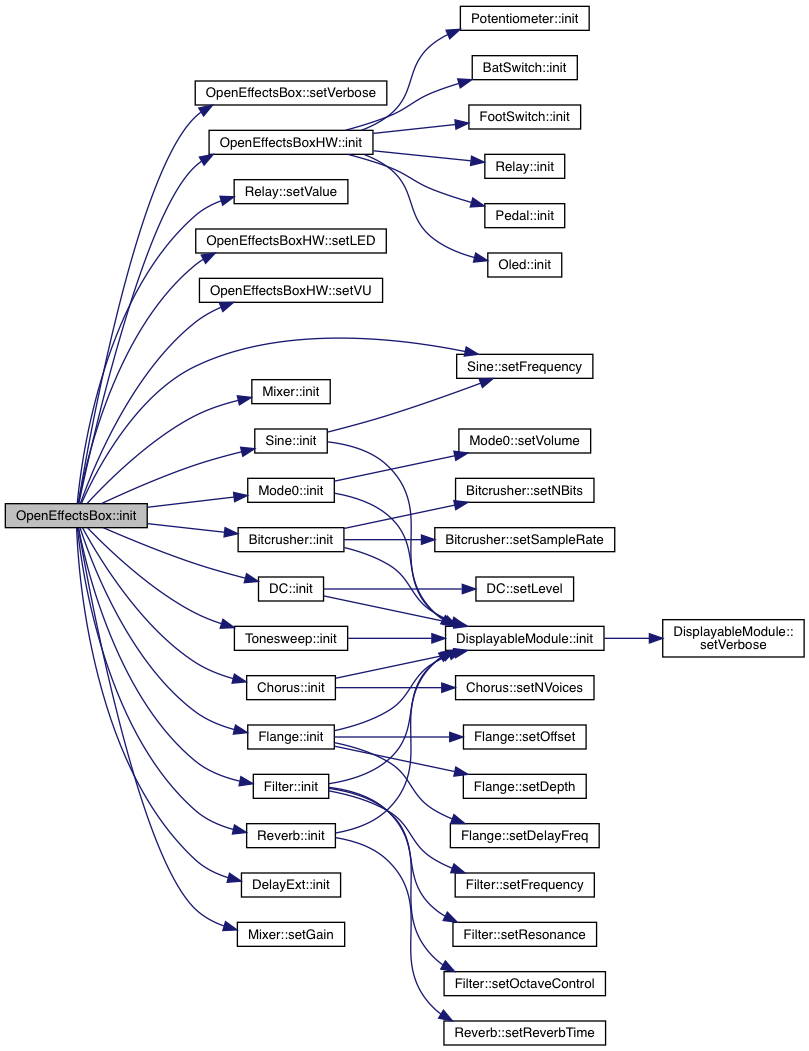 Potentiometer::init
BatSwitch::init
OpenEffectsBox::setVerbose
FootSwitch::init
OpenEffectsBoxHW::init
Relay::init
Relay::setValue
Pedal::init
OpenEffectsBoxHW::setLED
Oled::init
OpenEffectsBoxHW::setVU
Sine::setFrequency
Mixer::init
Sine::init
Mode0::setVolume
Mode0::init
Bitcrusher::setNBits
OpenEffectsBox::init
Bitcrusher::init
Bitcrusher::setSampleRate
DC::init
DC::setLevel
Tonesweep::init
DisplayableModule::init
DisplayableModule::
setVerbose
Chorus::init
Chorus::setNVoices
Flange::init
Flange::setOffset
Filter::init
Flange::setDepth
Reverb::init
Flange::setDelayFreq
DelayExt::init
Filter::setFrequency
Mixer::setGain
Filter::setResonance
Filter::setOctaveControl
Reverb::setReverbTime